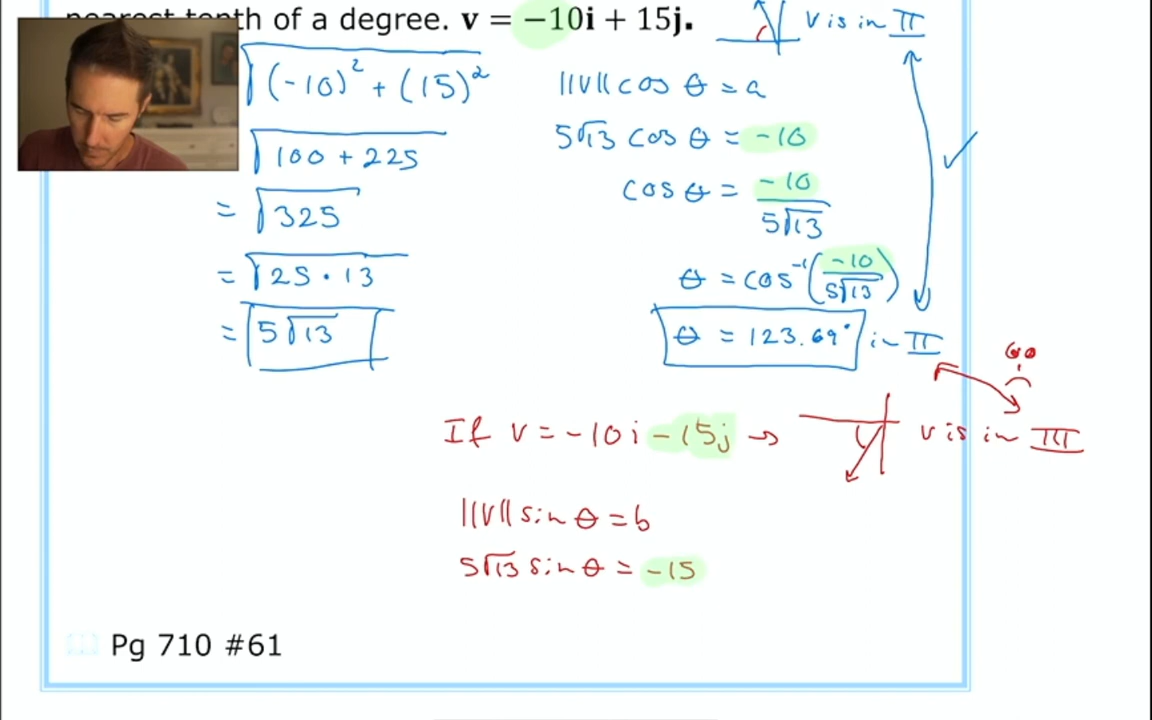 th of a degree. v = −10i + 15j.
V is in II
√(-10)² + (15)²
√100 + 225
= √325
= √25 · 13
= 5√13
||v|| cos θ = a
5√13 cos θ = -10
cos θ = -10/5√13
θ = cos⁻¹(-10/5√13)
θ = 123.69° in II
If v = -10i -15j →
v is in III
||v|| sin θ = b
5√13 sin θ = -15
Pg 710 #61